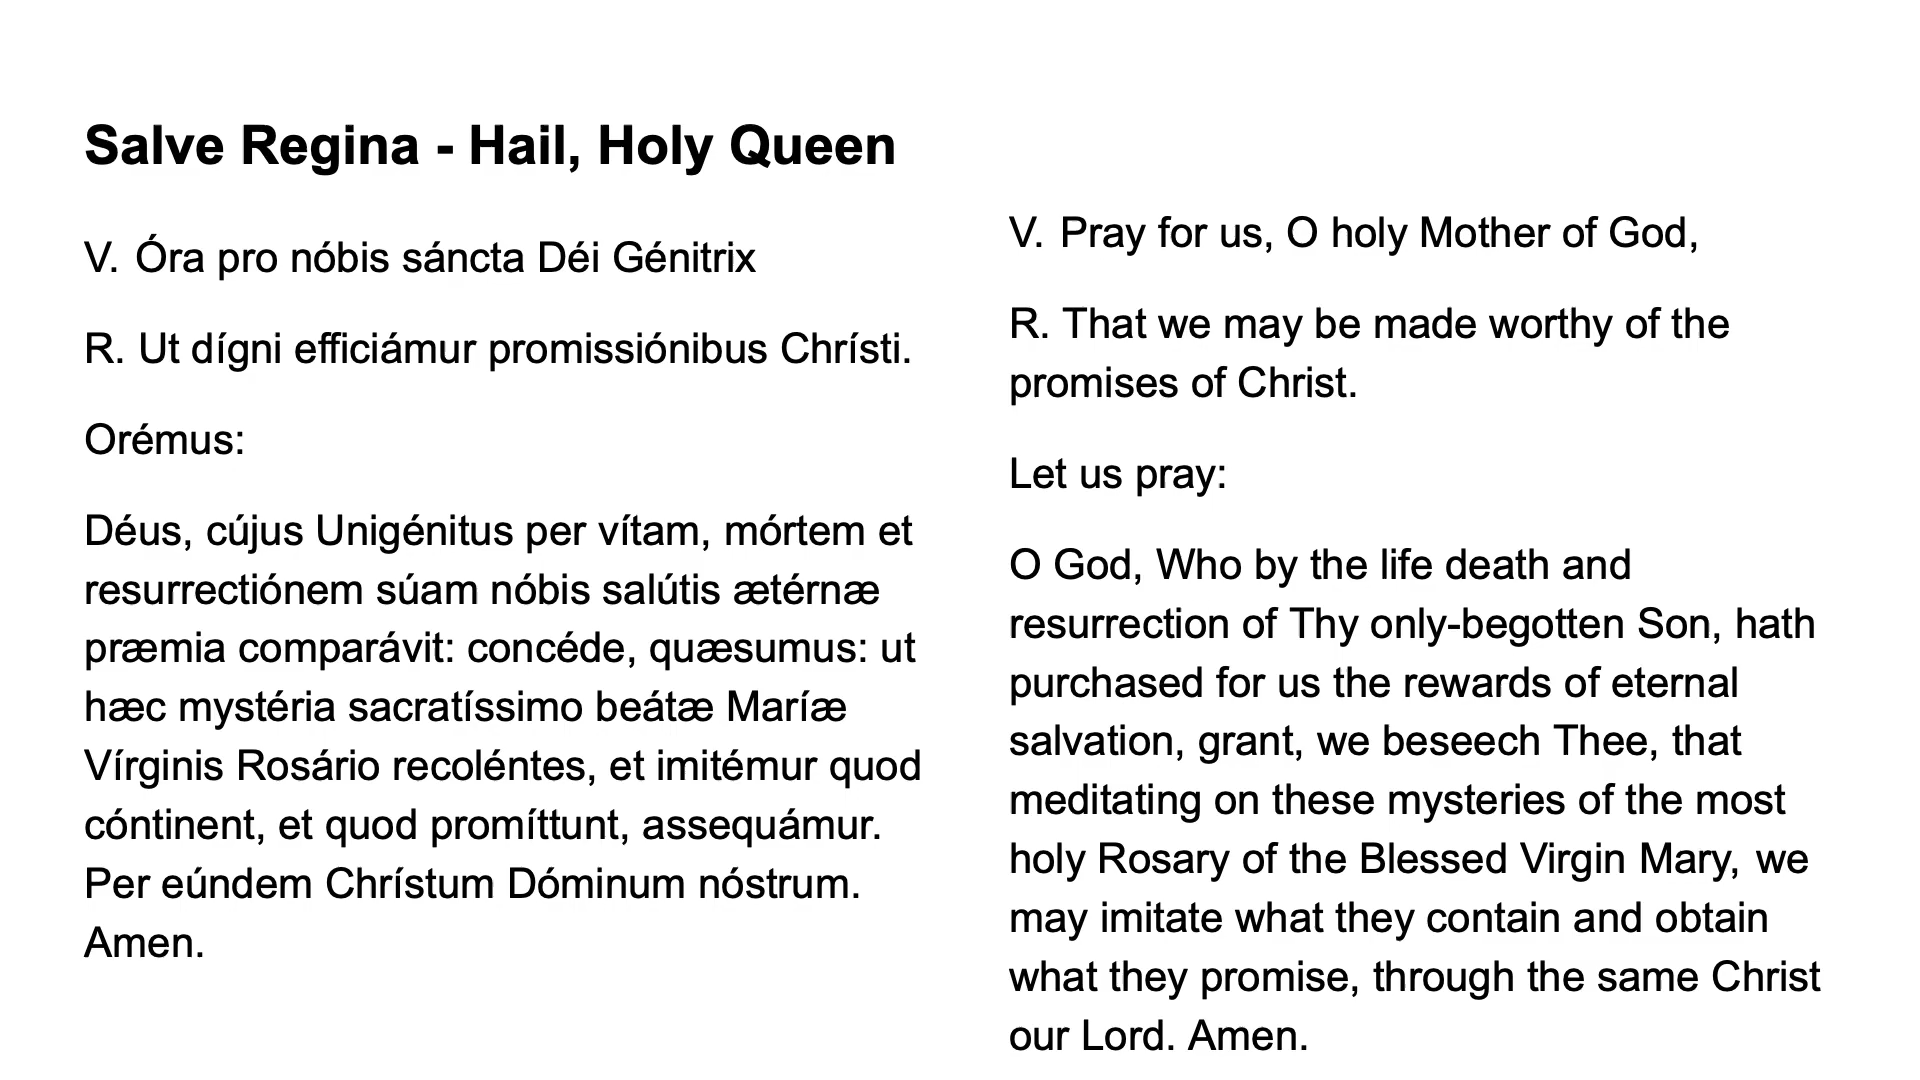 Salve Regina - Hail, Holy Queen
V. Óra pro nóbis sáncta Déi Génitrix
R. Ut dígni efficiámur promissiónibus Chrísti.
Orémus:
Déus, cújus Unigénitus per vítam, mórtem et
resurrectiónem súam nóbis salútis ætérnæ
præmia comparávit: concéde, quæsumus: ut
hæc mystéria sacratíssimo beátæ Maríæ
Vírginis Rosário recoléntes, et imitémur quod
cóntinent, et quod promíttunt, assequámur.
Per eúndem Chrístum Dóminum nóstrum.
Amen.
V. Pray for us, O holy Mother of God,
R. That we may be made worthy of the
promises of Christ.
Let us pray:
O God, Who by the life death and
resurrection of Thy only-begotten Son, hath
purchased for us the rewards of eternal
salvation, grant, we beseech Thee, that
meditating on these mysteries of the most
holy Rosary of the Blessed Virgin Mary, we
may imitate what they contain and obtain
what they promise, through the same Christ
our Lord. Amen.